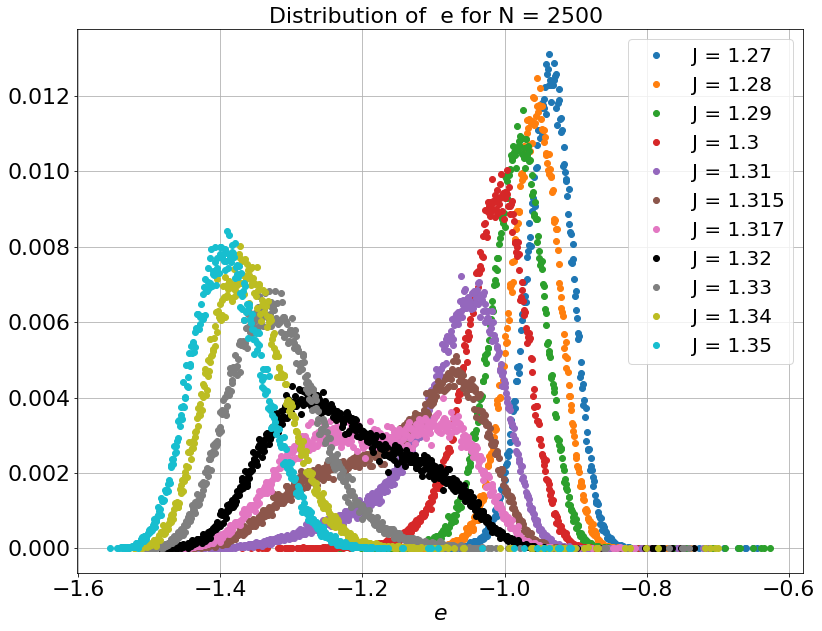 Distribution of  e for N = 2500
0.012
0.010
0.008
0.006
0.004
0.002
0.000
−1.6
−1.4
−1.2
−1.0
−0.8
−0.6
e
J = 1.27
J = 1.28
J = 1.29
J = 1.3
J = 1.31
J = 1.315
J = 1.317
J = 1.32
J = 1.33
J = 1.34
J = 1.35